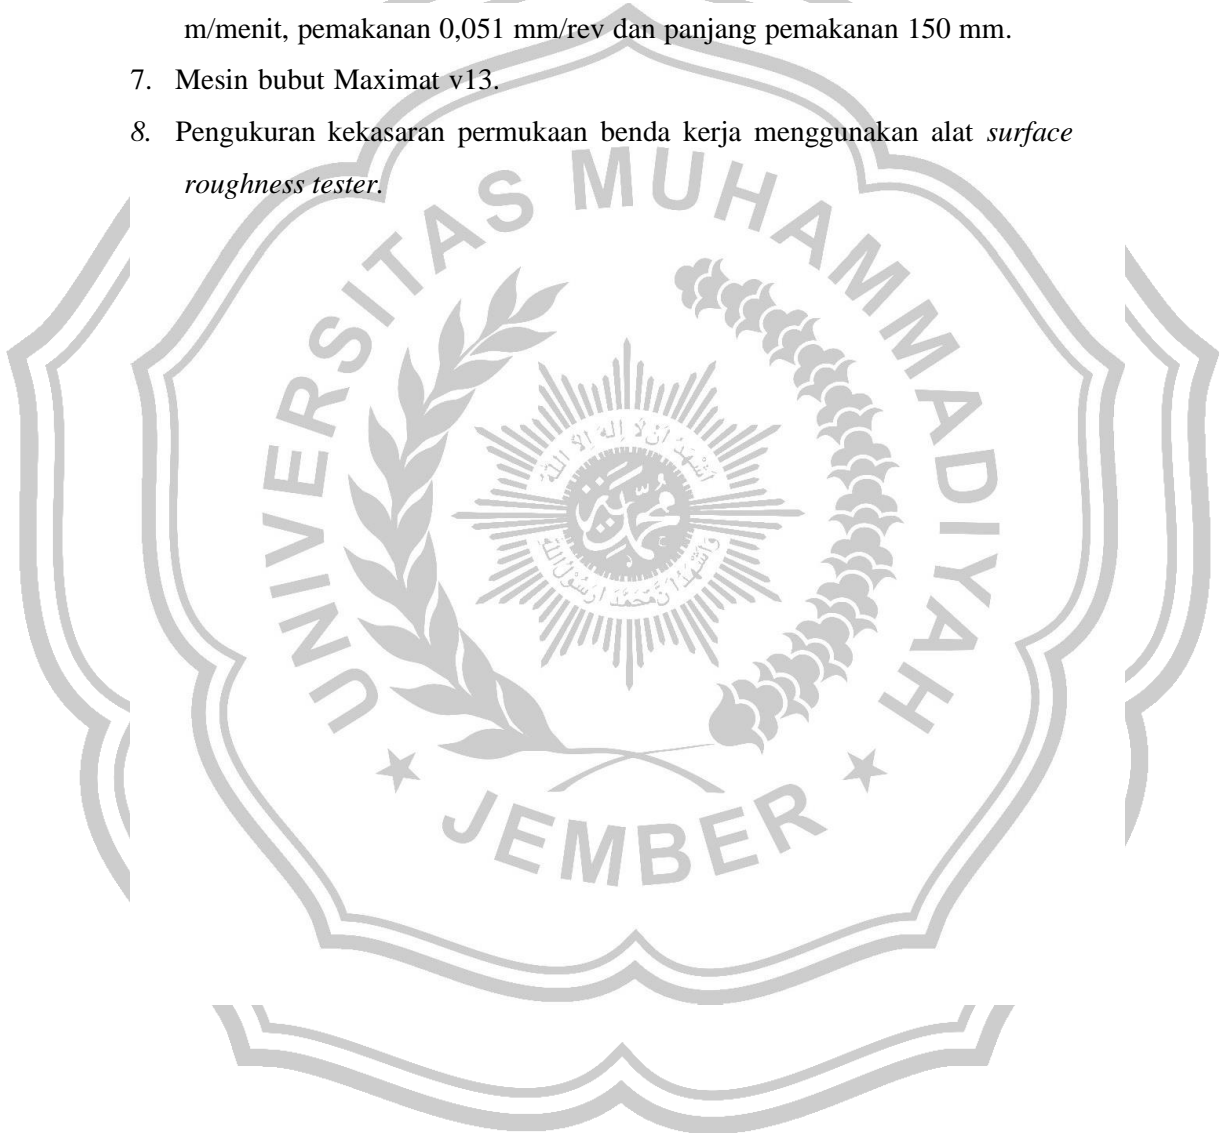 m/menit, pemakanan 0,051 mm/rev dan panjang pemakanan 150 mm.
7. Mesin bubut Maximat v13.
8. Pengukuran kekasaran permukaan benda kerja menggunakan alat surface
roughness tester.
UNIVERSITAS MUHAMMADIYAH
JEMBER